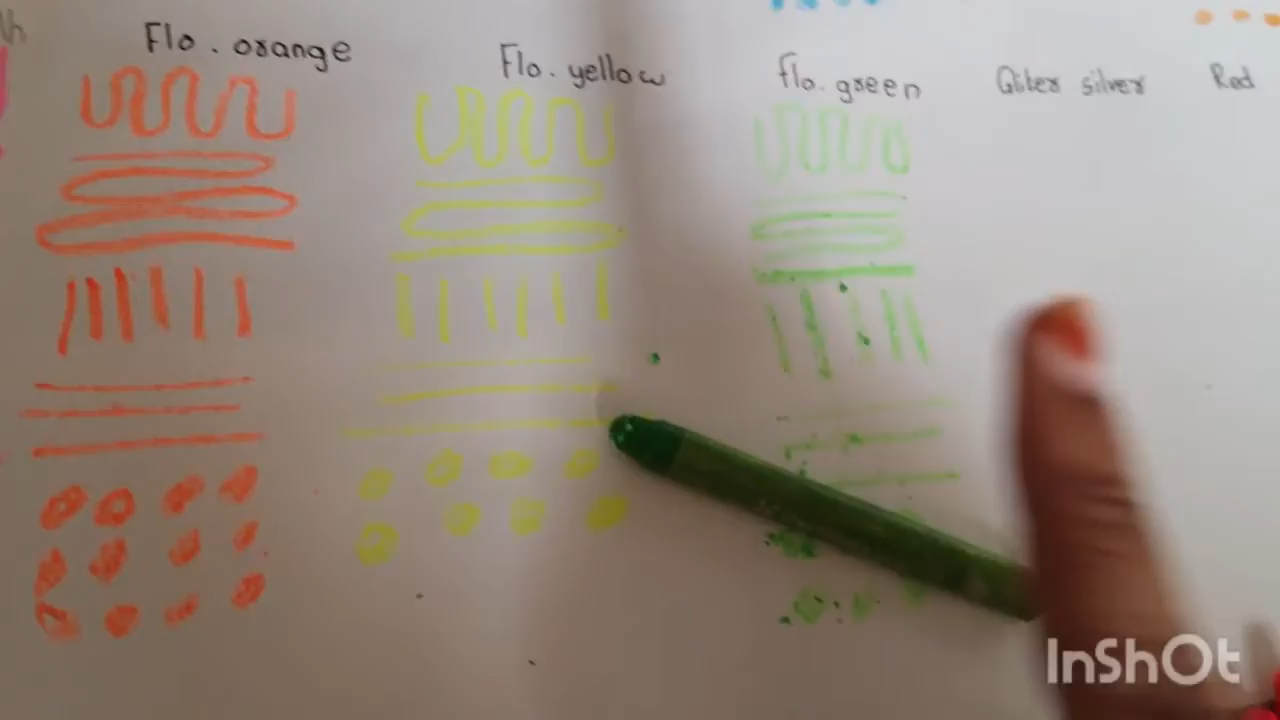 Flo. orange
Flo. yellow
flo. green
Gliter silver
Red
InShOt